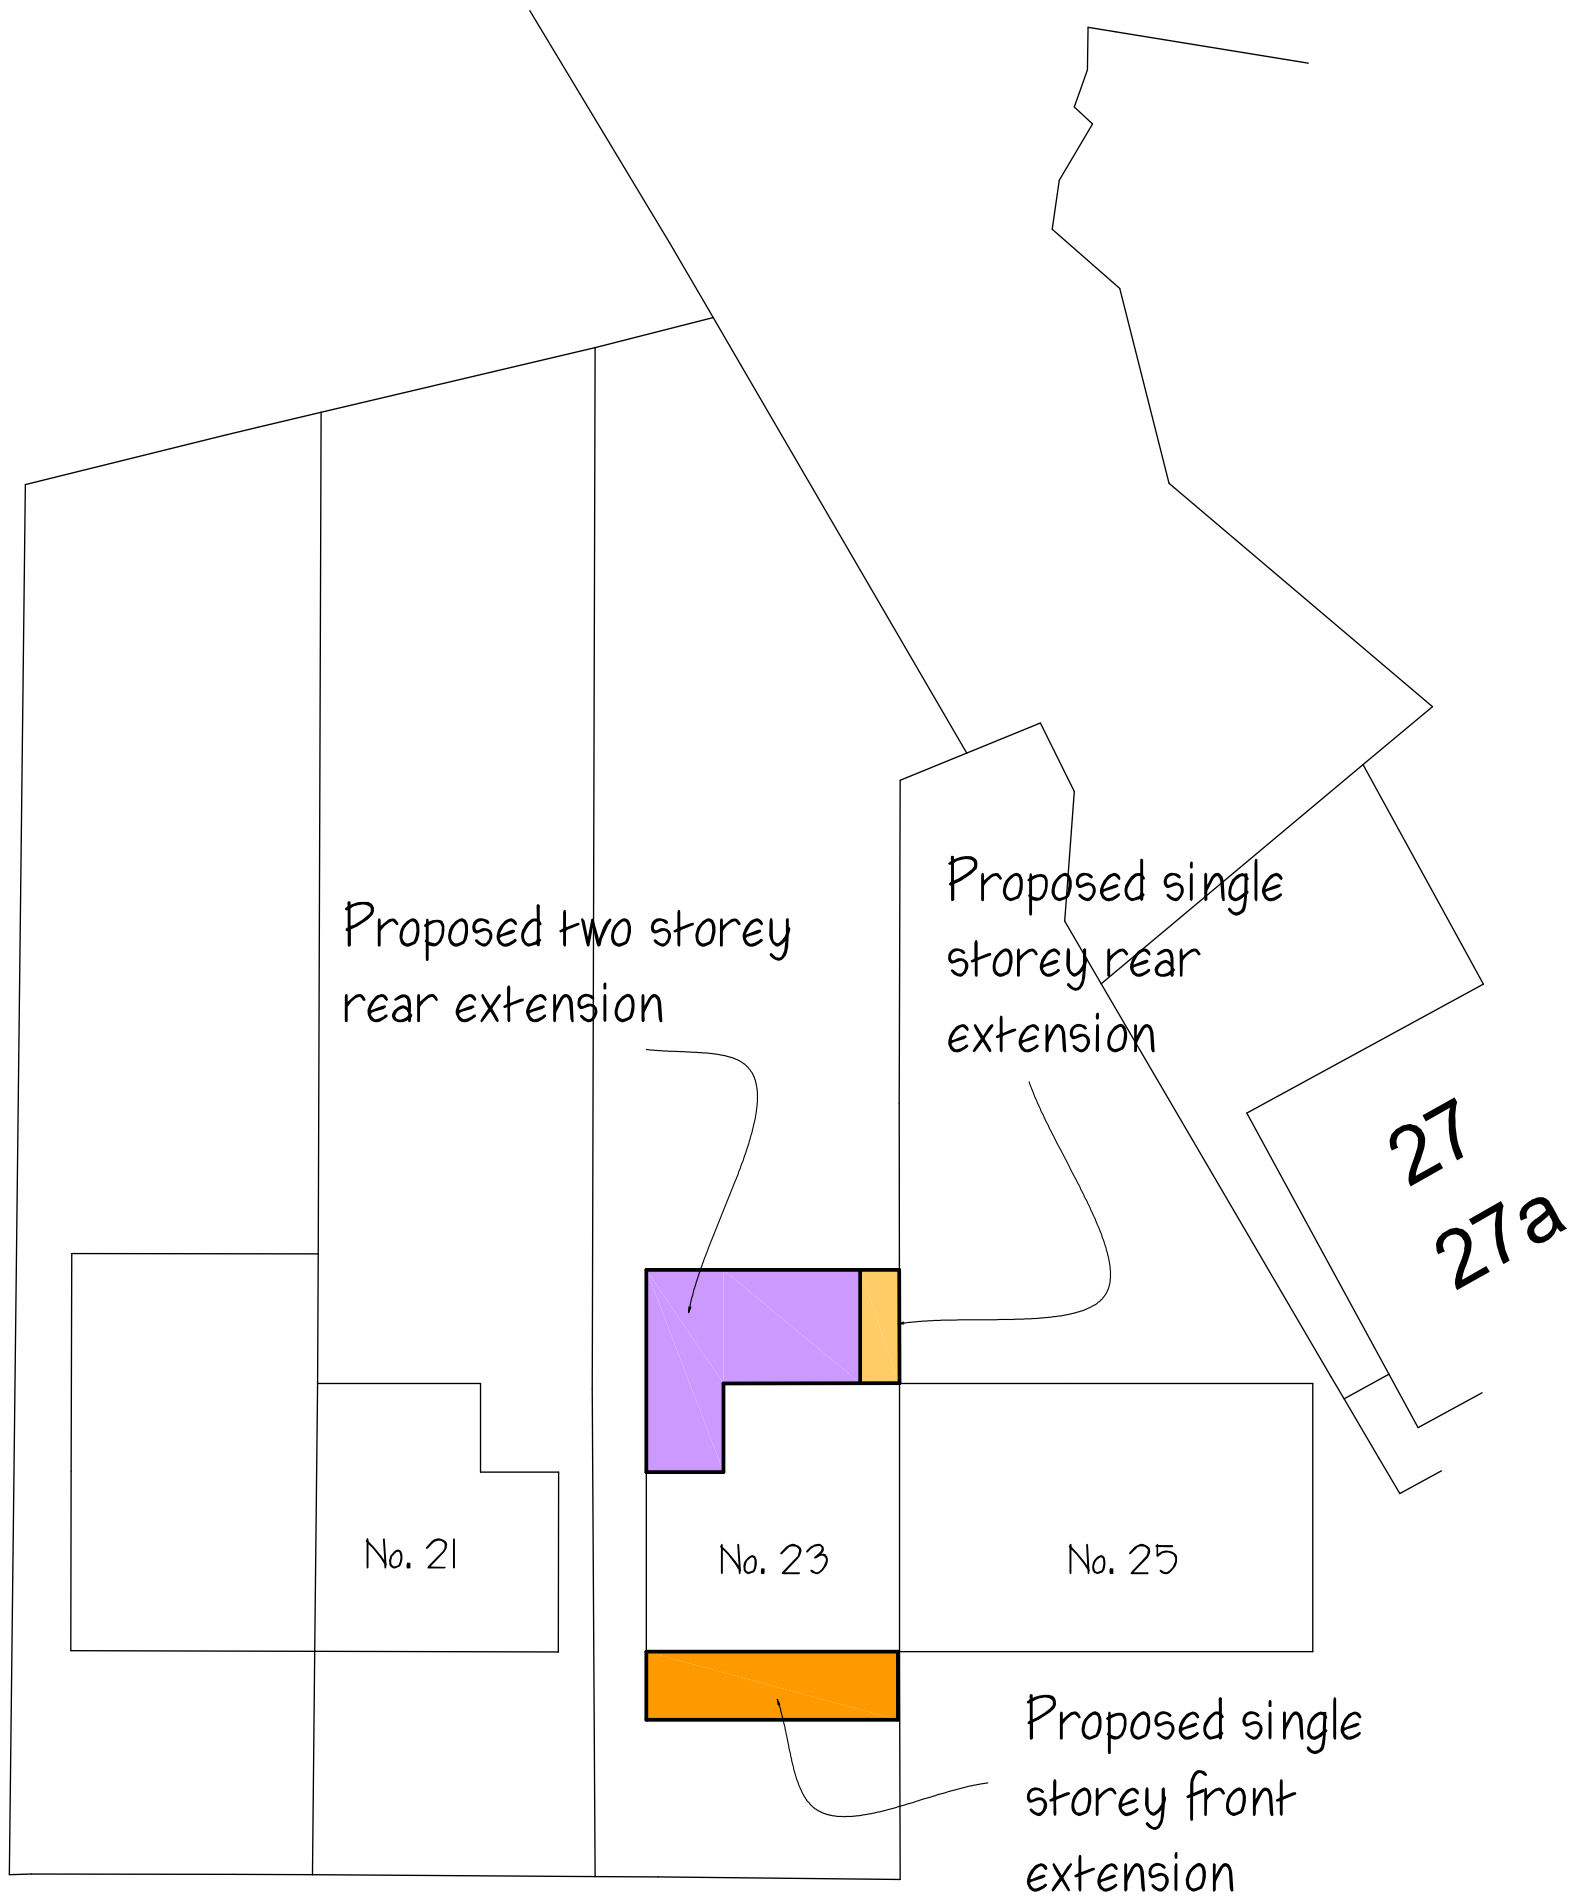 Proposed two storey
rear extension
Proposed single
storey rear
extension
27
27a
No. 21
No. 23
No. 25
Proposed single
storey front
extension